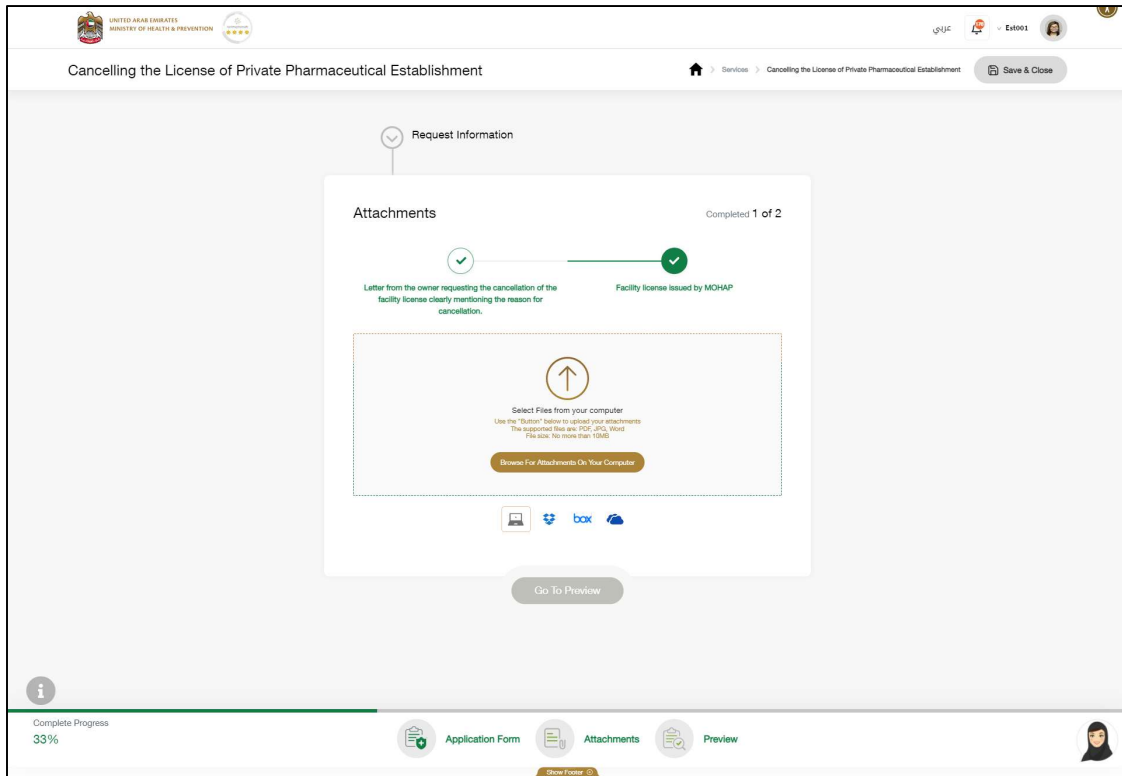 UNITED ARAB EMIRATES
MINISTRY OF HEALTH & PREVENTION
عربي
Est001
Cancelling the License of Private Pharmaceutical Establishment
Services
Cancelling the License of Private Pharmaceutical Establishment
Save & Close
Request Information
Attachments
Completed 1 of 2
Letter from the owner requesting the cancellation of the
facility license clearly mentioning the reason for
cancellation.
Facility license issued by MOHAP
Select Files from your computer
Use the "Button" below to upload your attachments
The supported files are: PDF, JPG, Word
File size: No more than 10MB
Browse For Attachments On Your Computer
box
Go To Preview
Complete Progress
33%
Application Form
Attachments
Preview
Show Footer